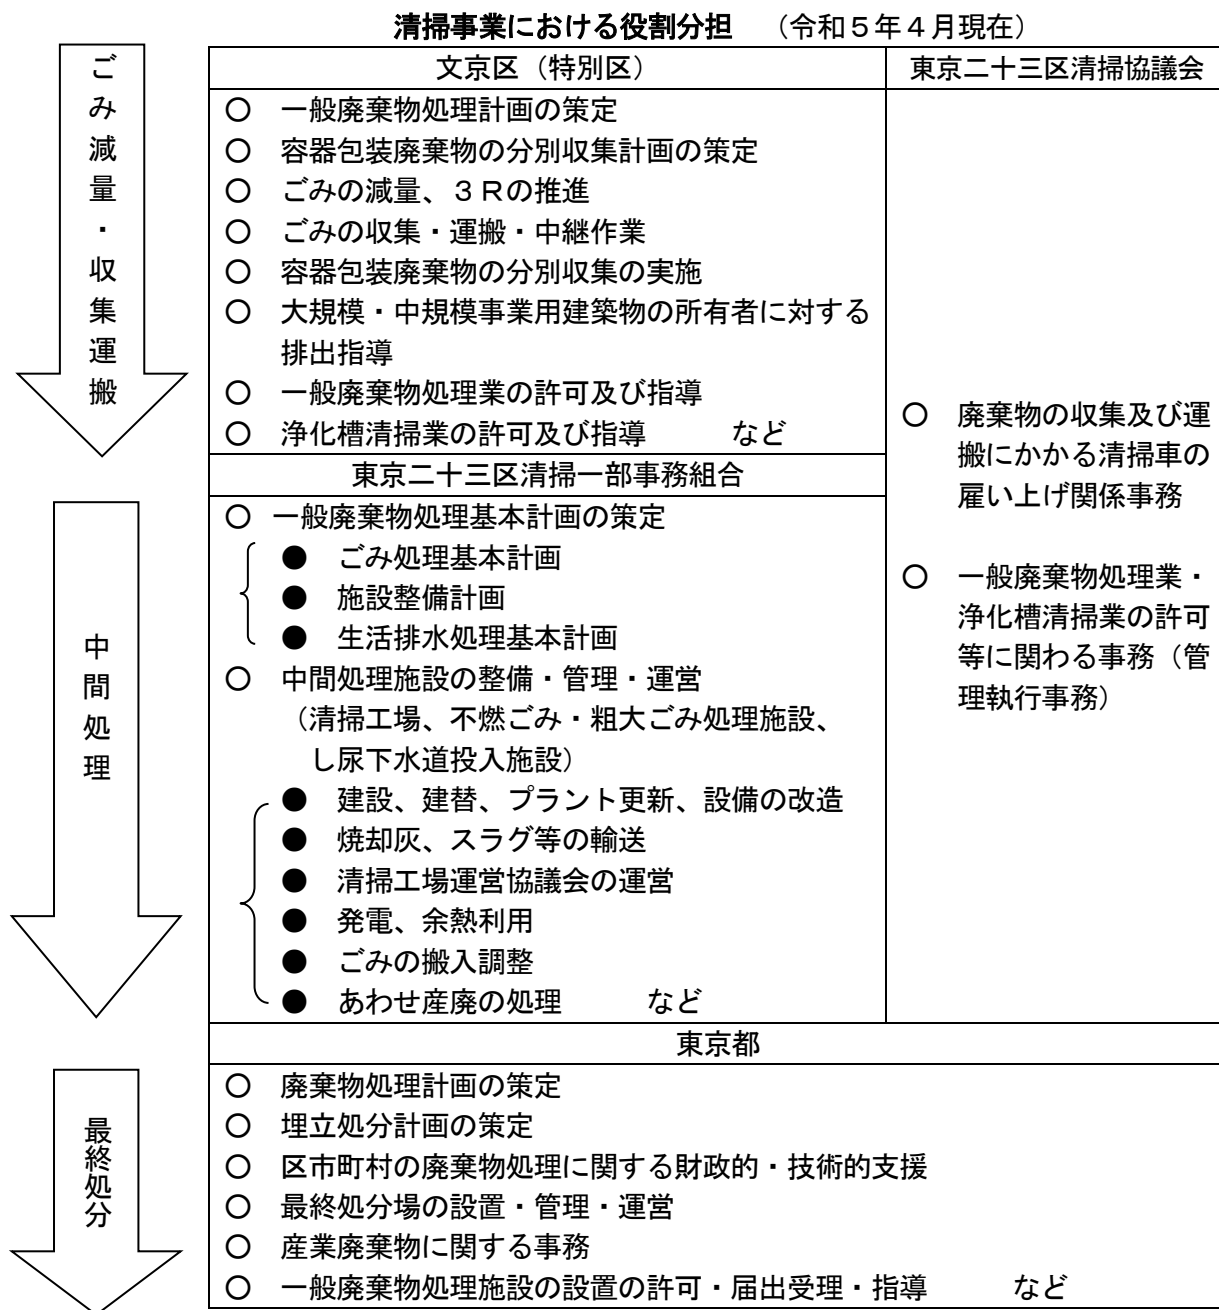 清掃事業における役割分担　（令和５年４月現在）
ごみ減量・収集運搬
文京区（特別区）
○　一般廃棄物処理計画の策定
○　容器包装廃棄物の分別収集計画の策定
○　ごみの減量、３Ｒの推進
○　ごみの収集・運搬・中継作業
○　容器包装廃棄物の分別収集の実施
○　大規模・中規模事業用建築物の所有者に対する
排出指導
○　一般廃棄物処理業の許可及び指導
○　浄化槽清掃業の許可及び指導　　　など
東京二十三区清掃協議会
○　廃棄物の収集及び運
搬にかかる清掃車の
雇い上げ関係事務
○　一般廃棄物処理業・
浄化槽清掃業の許可
等に関わる事務（管
理執行事務）
中間処理
東京二十三区清掃一部事務組合
○　一般廃棄物処理基本計画の策定
●　ごみ処理基本計画
●　施設整備計画
●　生活排水処理基本計画
○　中間処理施設の整備・管理・運営
（清掃工場、不燃ごみ・粗大ごみ処理施設、
し尿下水道投入施設）
●　建設、建替、プラント更新、設備の改造
●　焼却灰、スラグ等の輸送
●　清掃工場運営協議会の運営
●　発電、余熱利用
●　ごみの搬入調整
●　あわせ産廃の処理　　　など
最終処分
東京都
○　廃棄物処理計画の策定
○　埋立処分計画の策定
○　区市町村の廃棄物処理に関する財政的・技術的支援
○　最終処分場の設置・管理・運営
○　産業廃棄物に関する事務
○　一般廃棄物処理施設の設置の許可・届出受理・指導　　　など